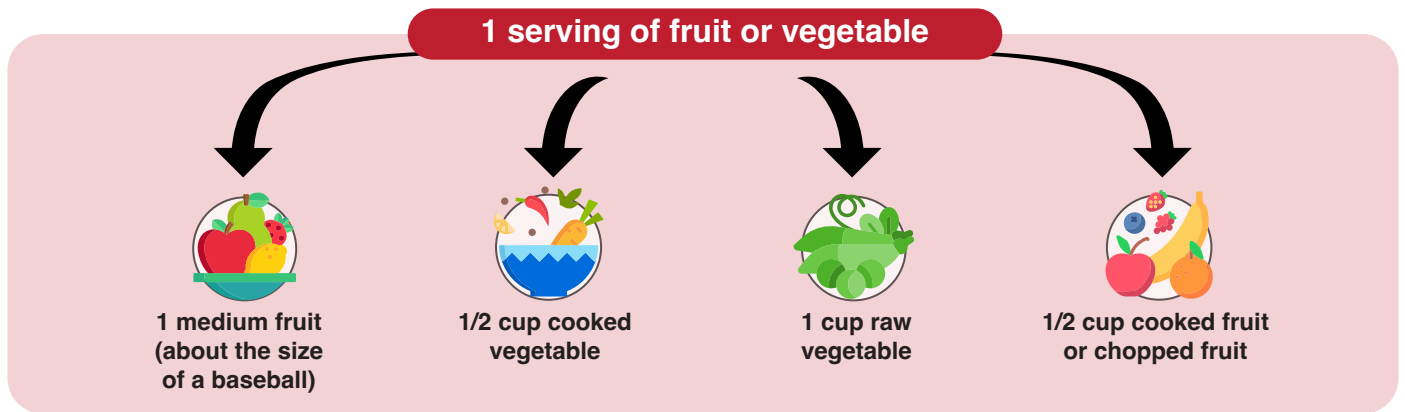 1 serving of fruit or vegetable
1 medium fruit
(about the size
of a baseball)
1/2 cup cooked
vegetable
1 cup raw
vegetable
1/2 cup cooked fruit
or chopped fruit